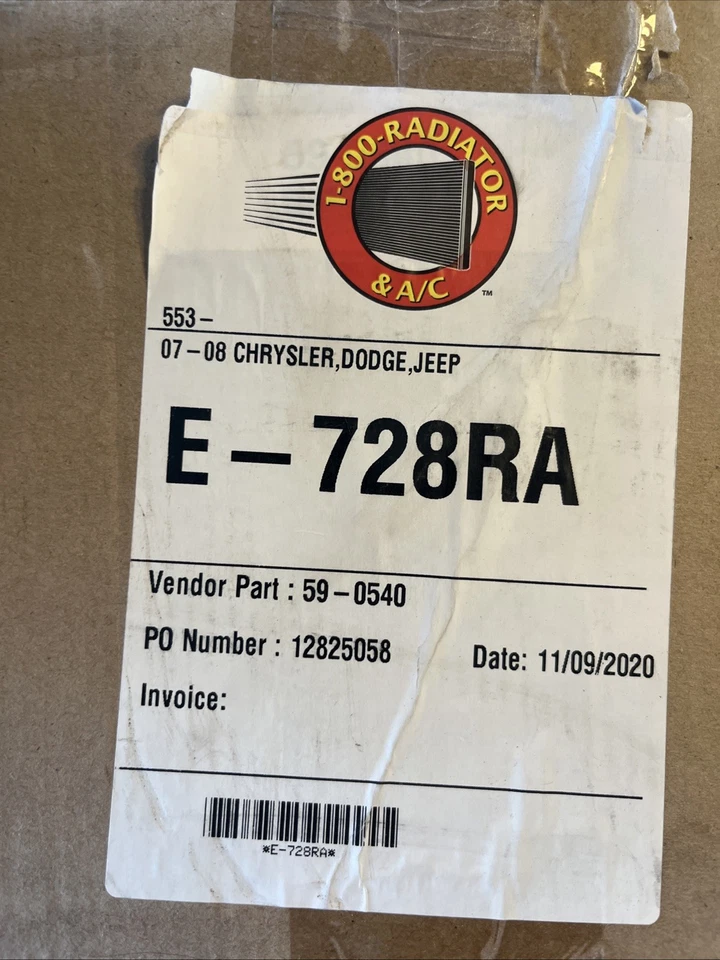 1-800-RADIATOR
& A/C
™
553-
07-08 CHRYSLER,DODGE,JEEP
E-728RA
Vendor Part : 59-0540
PO Number : 12825058
Date: 11/09/2020
Invoice:
*E-728RA*